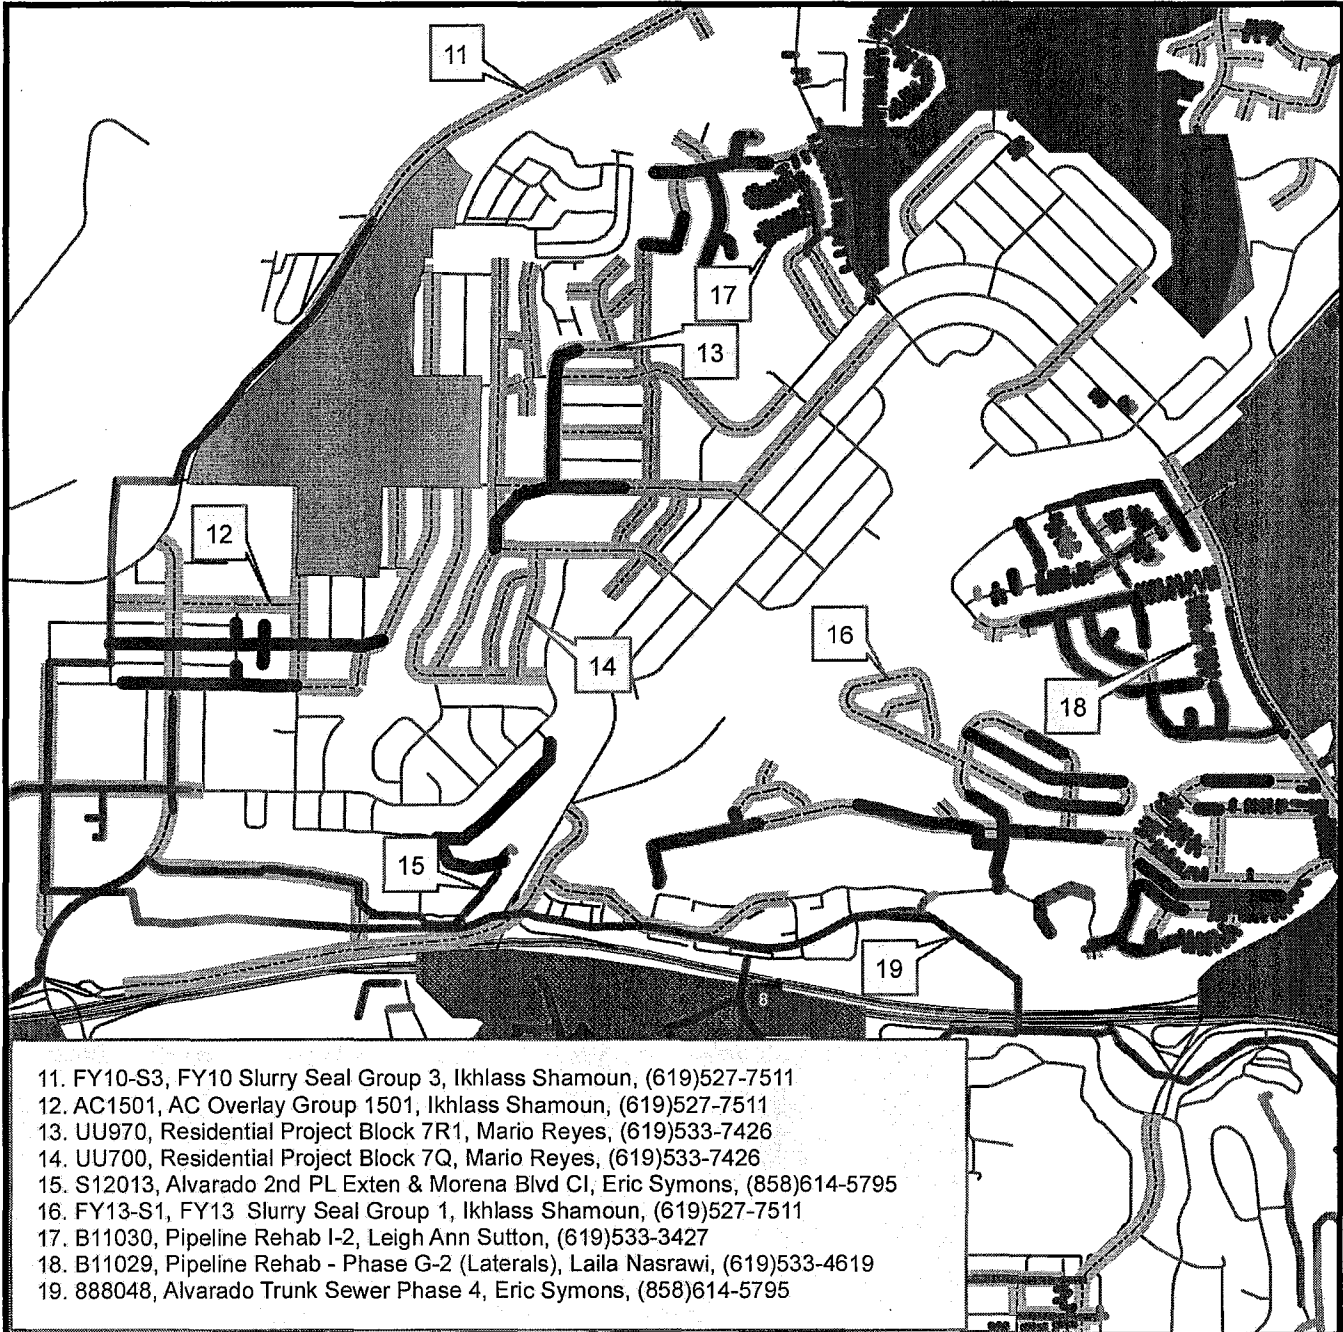 11
17
13
12
16
14
18
15
19
8
11. FY10-S3, FY10 Slurry Seal Group 3, Ikhlass Shamoun, (619)527-7511
12. AC1501, AC Overlay Group 1501, Ikhlass Shamoun, (619)527-7511
13. UU970, Residential Project Block 7R1, Mario Reyes, (619)533-7426
14. UU700, Residential Project Block 7Q, Mario Reyes, (619)533-7426
15. S12013, Alvarado 2nd PL Exten & Morena Blvd CI, Eric Symons, (858)614-5795
16. FY13-S1, FY13 Slurry Seal Group 1, Ikhlass Shamoun, (619)527-7511
17. B11030, Pipeline Rehab I-2, Leigh Ann Sutton, (619)533-3427
18. B11029, Pipeline Rehab - Phase G-2 (Laterals), Laila Nasrawi, (619)533-4619
19. 888048, Alvarado Trunk Sewer Phase 4, Eric Symons, (858)614-5795